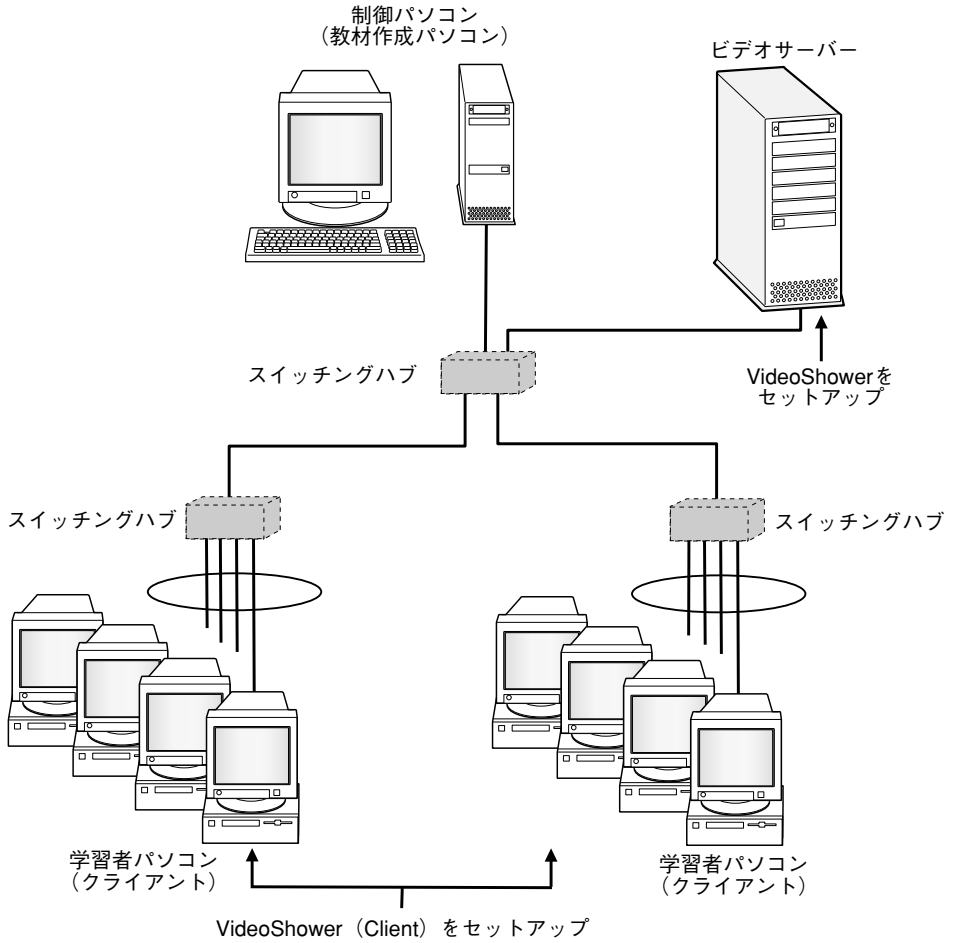 制御パソコン
（教材作成パソコン）
ビデオサーバー
スイッチングハブ
VideoShowerを
セットアップ
スイッチングハブ
スイッチングハブ
学習者パソコン
（クライアント）
学習者パソコン
（クライアント）
VideoShower（Client）をセットアップ